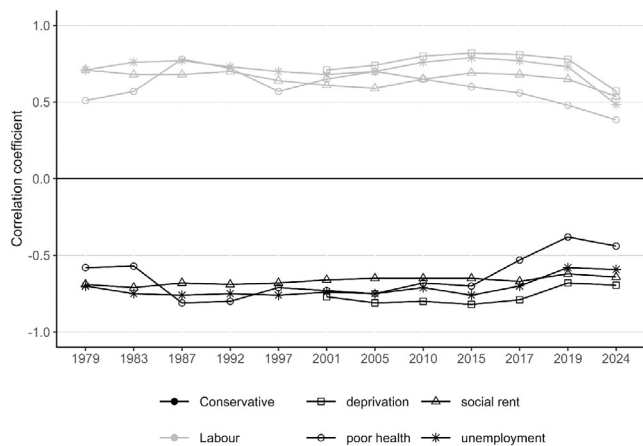 Correlation coefficient
1.0
0.5
0.0
-0.5
-1.0
1979 1983 1987 1992 1997 2001 2005 2010 2015 2017 2019 2024
Conservative deprivation social rent
Labour poor health unemployment